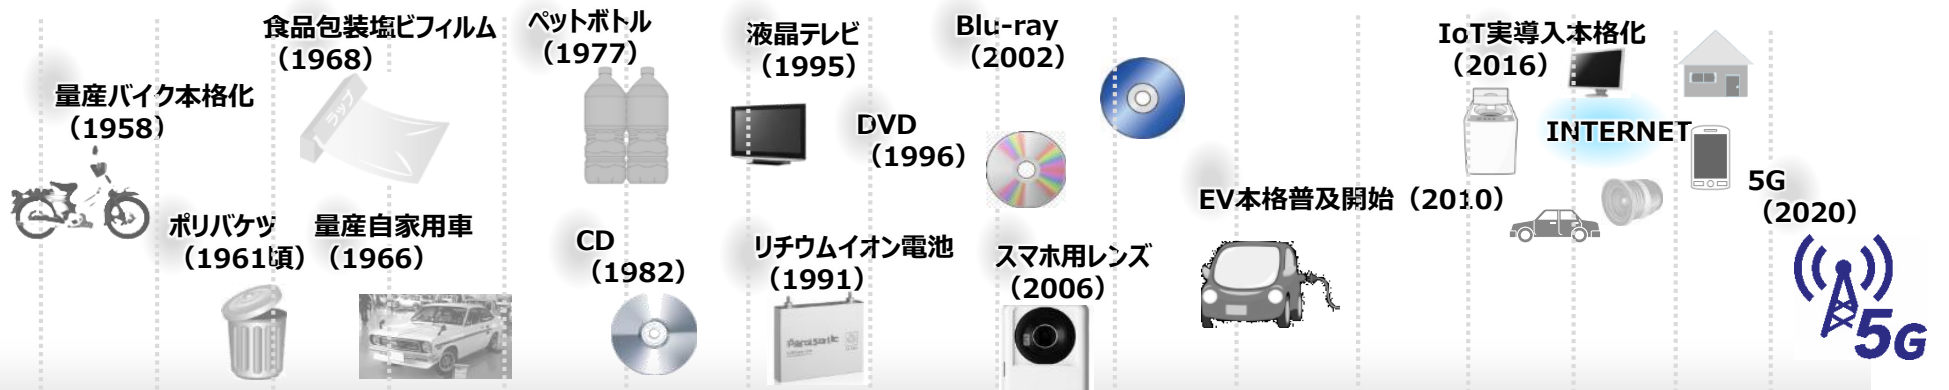 量産バイク本格化
（1958）
ポリバケツ
（1961頃）
食品包装塩ビフィルム
（1968）
ラップ
量産自家用車
（1966）
ペットボトル
（1977）
CD
（1982）
液晶テレビ
（1995）
リチウムイオン電池
（1991）
Panasonic
DVD
（1996）
Blu-ray
（2002）
スマホ用レンズ
（2006）
EV本格普及開始（2010）
IoT実導入本格化
（2016）
INTERNET
5G
（2020）
5G